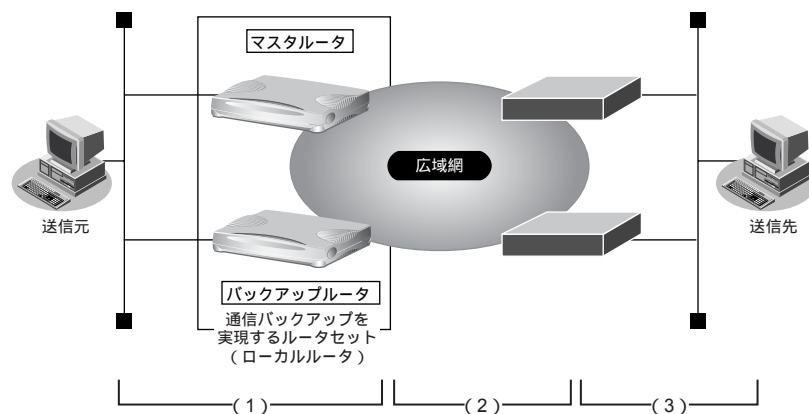 マスタルータ
広域網
送信元
送信先
バックアップルータ
通信バックアップを
実現するルータセット
（ローカルルータ）
（1）
（2）
（3）